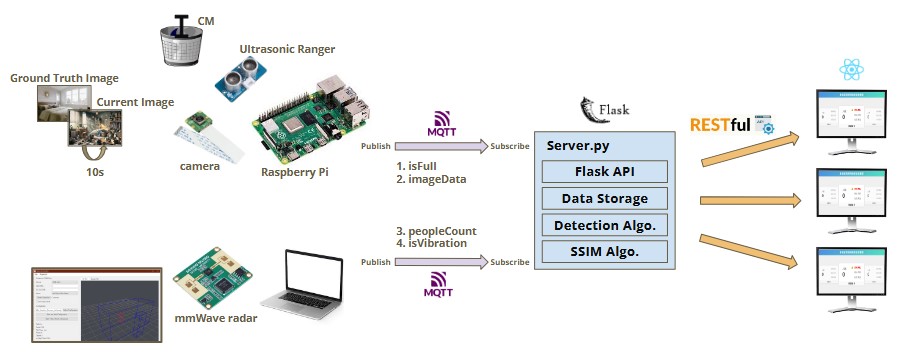 CM
Ultrasonic Ranger
Ground Truth Image
Current Image
10s
camera
Raspberry Pi
MQTT
Publish
Subscribe
1. isFull
2. imageData
3. peopleCount
4. isVibration
Publish
Subscribe
MQTT
mmWave radar
Flask
Server.py
Flask API
Data Storage
Detection Algo.
SSIM Algo.
RESTful